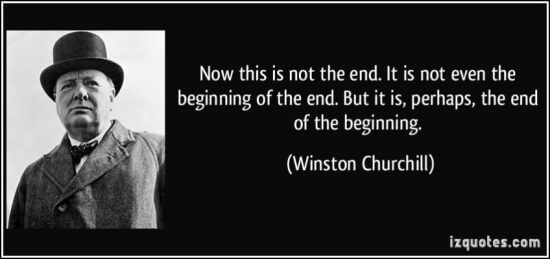 Now this is not the end. It is not even the
beginning of the end. But it is, perhaps, the end
of the beginning.
(Winston Churchill)
izquotes.com